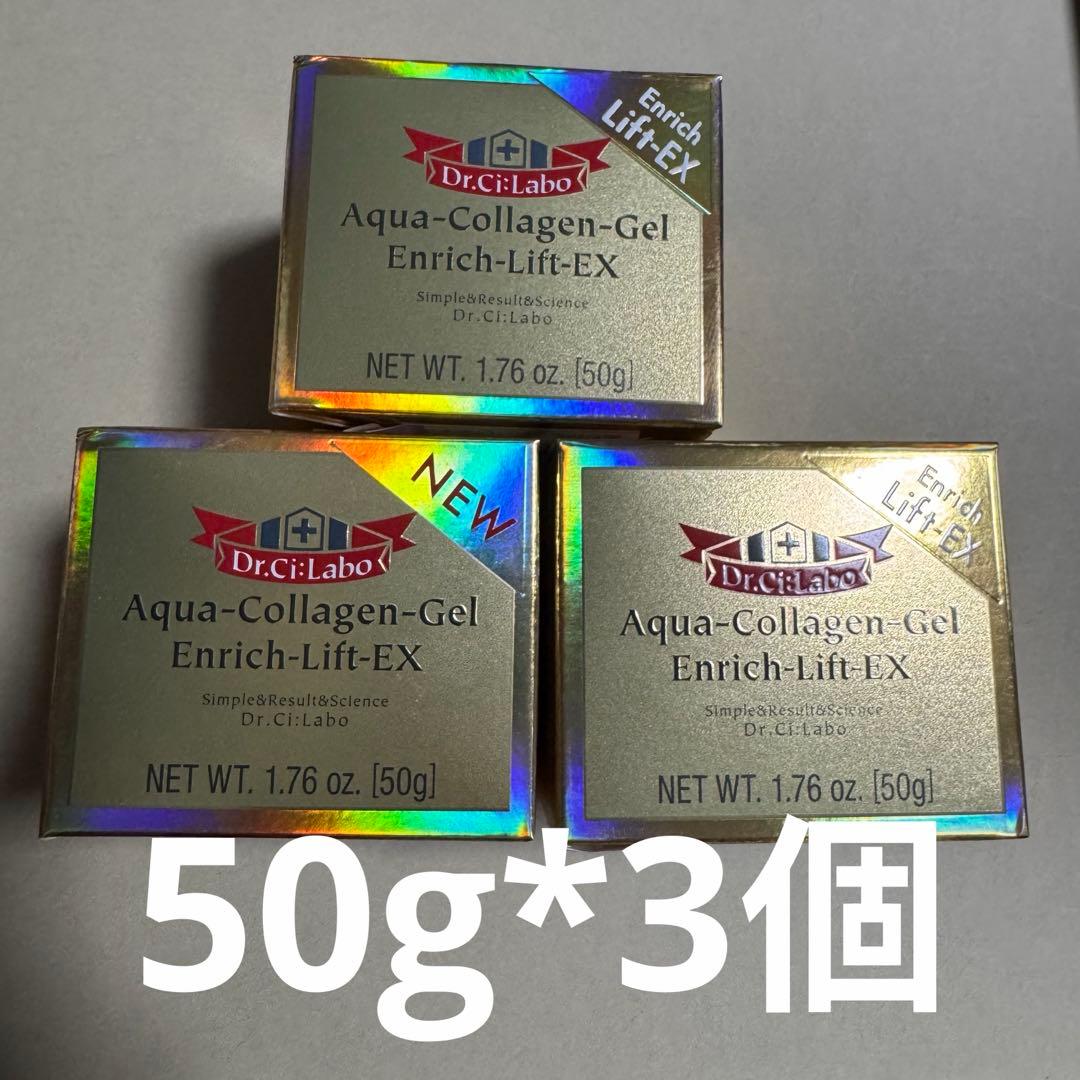 Enrich
Lift-EX
Dr.Ci:Labo
Aqua-Collagen-Gel
Enrich-Lift-EX
Simple&Result&Science
Dr.Ci:Labo
NET WT. 1.76 oz. [50g]
NEW
Dr.Ci:Labo
Aqua-Collagen-Gel
Enrich-Lift-EX
Simple&Result&Science
Dr.Ci:Labo
NET WT. 1.76 oz. [50g]
Enrich
Lift-EX
Dr.Ci:Labo
Aqua-Collagen-Gel
Enrich-Lift-EX
Simple&Result&Science
Dr.Ci:Labo
NET WT. 1.76 oz. [50g]
50g*3個